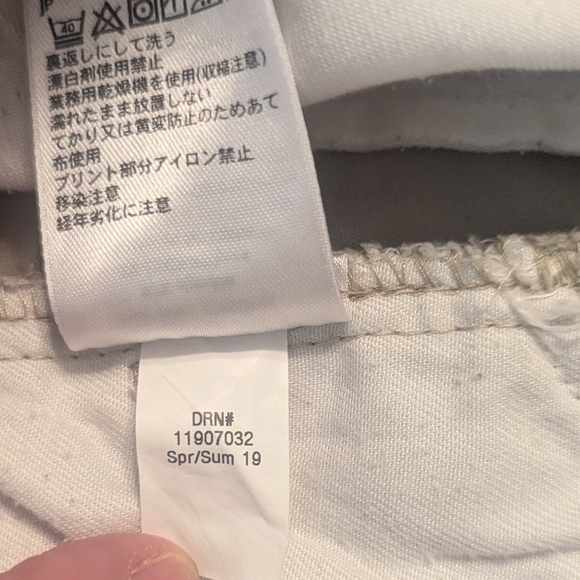 40
裏返しにして洗う
漂白剤使用禁止
業務用乾燥機を使用(収縮注意)
濡れたまま放置しない
てかり又は黄変防止のためあて
布使用
プリント部分アイロン禁止
移染注意
経年劣化に注意
DRN#
11907032
Spr/Sum 19